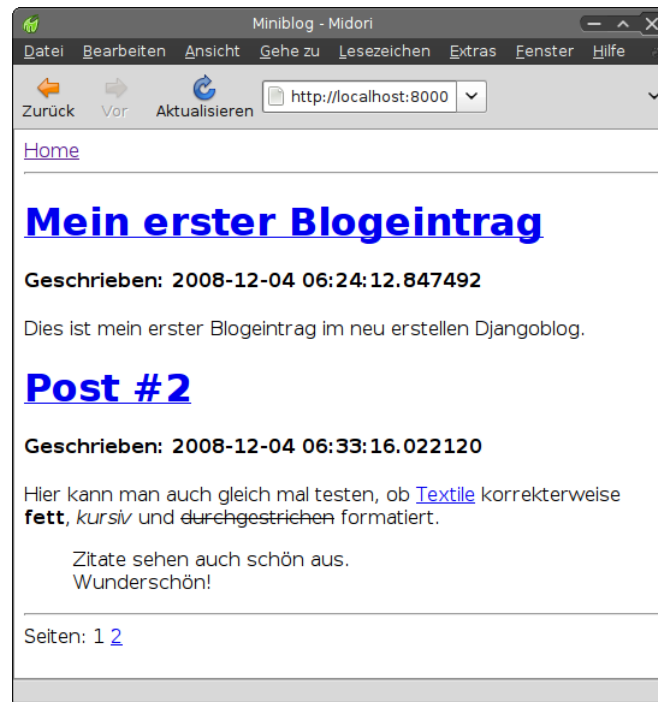 Miniblog - Midori
Datei Bearbeiten Ansicht Gehe zu Lesezeichen Extras Fenster Hilfe
Zurück Vor Aktualisieren http://localhost:8000
Home
Mein erster Blogeintrag
Geschrieben: 2008-12-04 06:24:12.847492
Dies ist mein erster Blogeintrag im neu erstellen Djangoblog.
Post #2
Geschrieben: 2008-12-04 06:33:16.022120
Hier kann man auch gleich mal testen, ob Textile korrekterweise
fett, kursiv und durchgestrichen formatiert.
Zitate sehen auch schön aus.
Wunderschön!
Seiten: 1 2